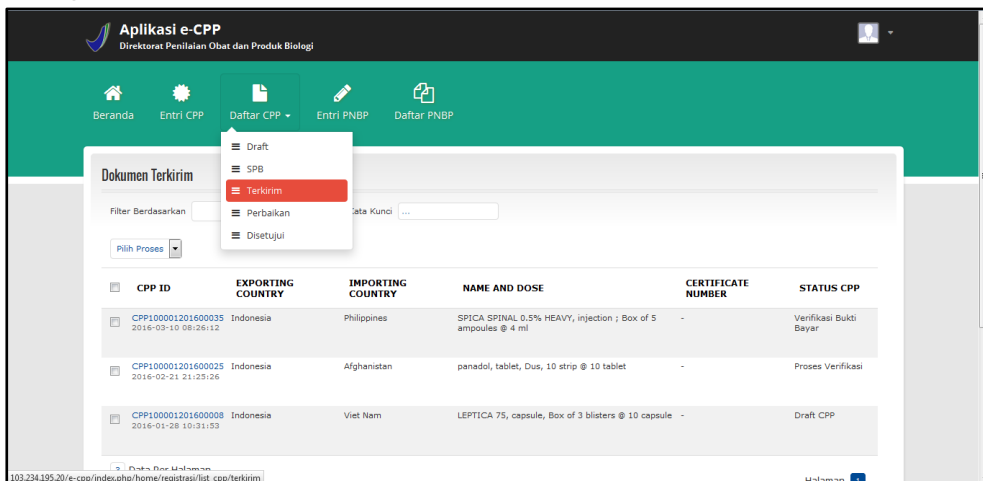 Aplikasi e-CPP
Direktorat Penilaian Obat dan Produk Biologi
Beranda Entri CPP Daftar CPP Entri PNBP Daftar PNBP
Draft
SPB
Terkirim
Perbaikan
Disetujui
Dokumen Terkirim
Filter Berdasarkan Kata Kunci ...
Pilih Proses
CPP ID EXPORTING COUNTRY IMPORTING COUNTRY NAME AND DOSE CERTIFICATE NUMBER STATUS CPP
CPP100001201600035 Indonesia Philippines SPICA SPINAL 0.5% HEAVY, injection ; Box of 5 - Verifikasi Bukti
2016-03-10 08:26:12 ampoules @ 4 ml Bayar
CPP100001201600025 Indonesia Afghanistan panadol, tablet, Dus, 10 strip @ 10 tablet - Proses Verifikasi
2016-02-21 21:25:26
CPP100001201600008 Indonesia Viet Nam LEPTICA 75, capsule, Box of 3 blisters @ 10 capsule - Draft CPP
2016-01-28 10:31:53
3 Data Per Halaman Halaman 1
103.234.195.20/e-cpp/index.php/home/registrasi/list_cpp/terkirim